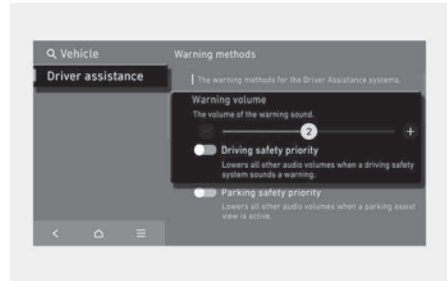 Vehicle
Warning methods
Driver assistance
The warning methods for the Driver Assistance systems.
Warning volume
The volume of the warning sound.
2
Driving safety priority
Lowers all other audio volumes when a driving safety
system sounds a warning.
Parking safety priority
Lowers all other audio volumes when a parking assist
view is active.